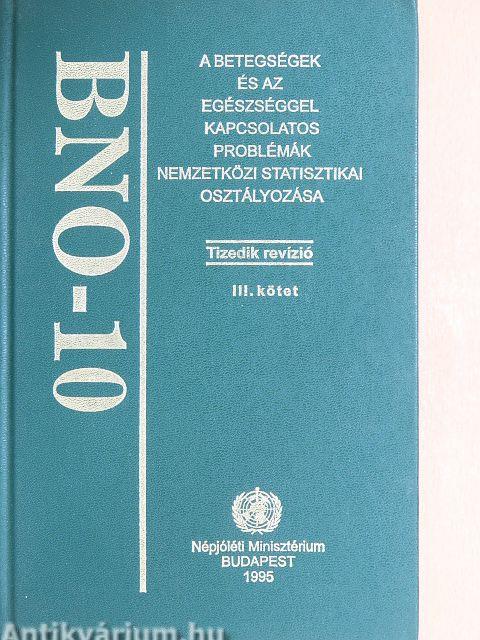 BNO-10
A BETEGSÉGEK
ÉS AZ
EGÉSZSÉGGEL
KAPCSOLATOS
PROBLÉMÁK
NEMZETKÖZI STATISZTIKAI
OSZTÁLYOZÁSA
Tizedik revízió
III. kötet
Népjóléti Minisztérium
BUDAPEST
1995
Antikvárium.hu